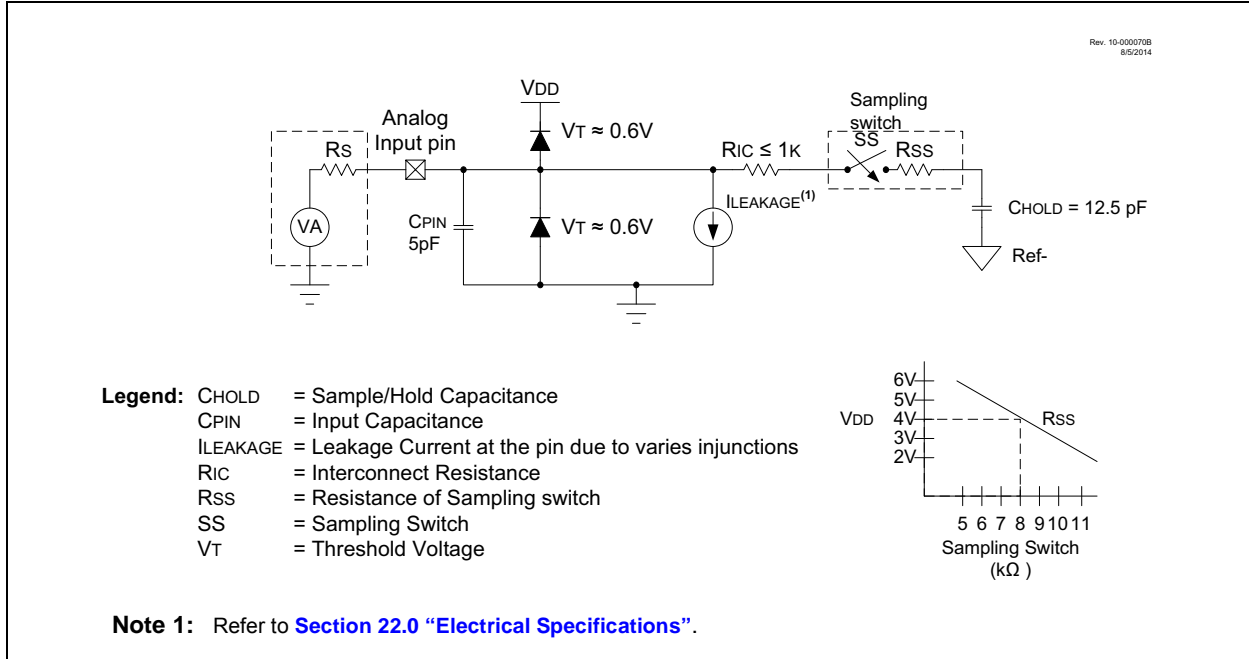 Rev. 10-000070B
8/5/2014
VDD
Sampling
switch
Analog
Input pin
VT ≈ 0.6V
RS
RIC ≤ 1K
SS
RSS
VA
CPIN
5pF
VT ≈ 0.6V
ILEAKAGE(1)
CHOLD = 12.5 pF
Ref-
Legend: CHOLD = Sample/Hold Capacitance
CPIN = Input Capacitance
ILEAKAGE = Leakage Current at the pin due to varies injunctions
RIC = Interconnect Resistance
RSS = Resistance of Sampling switch
SS = Sampling Switch
VT = Threshold Voltage
6V
5V
VDD 4V
3V
2V
RSS
5 6 7 8 9 10 11
Sampling Switch
(kΩ )
Note 1: Refer to Section 22.0 “Electrical Specifications”.